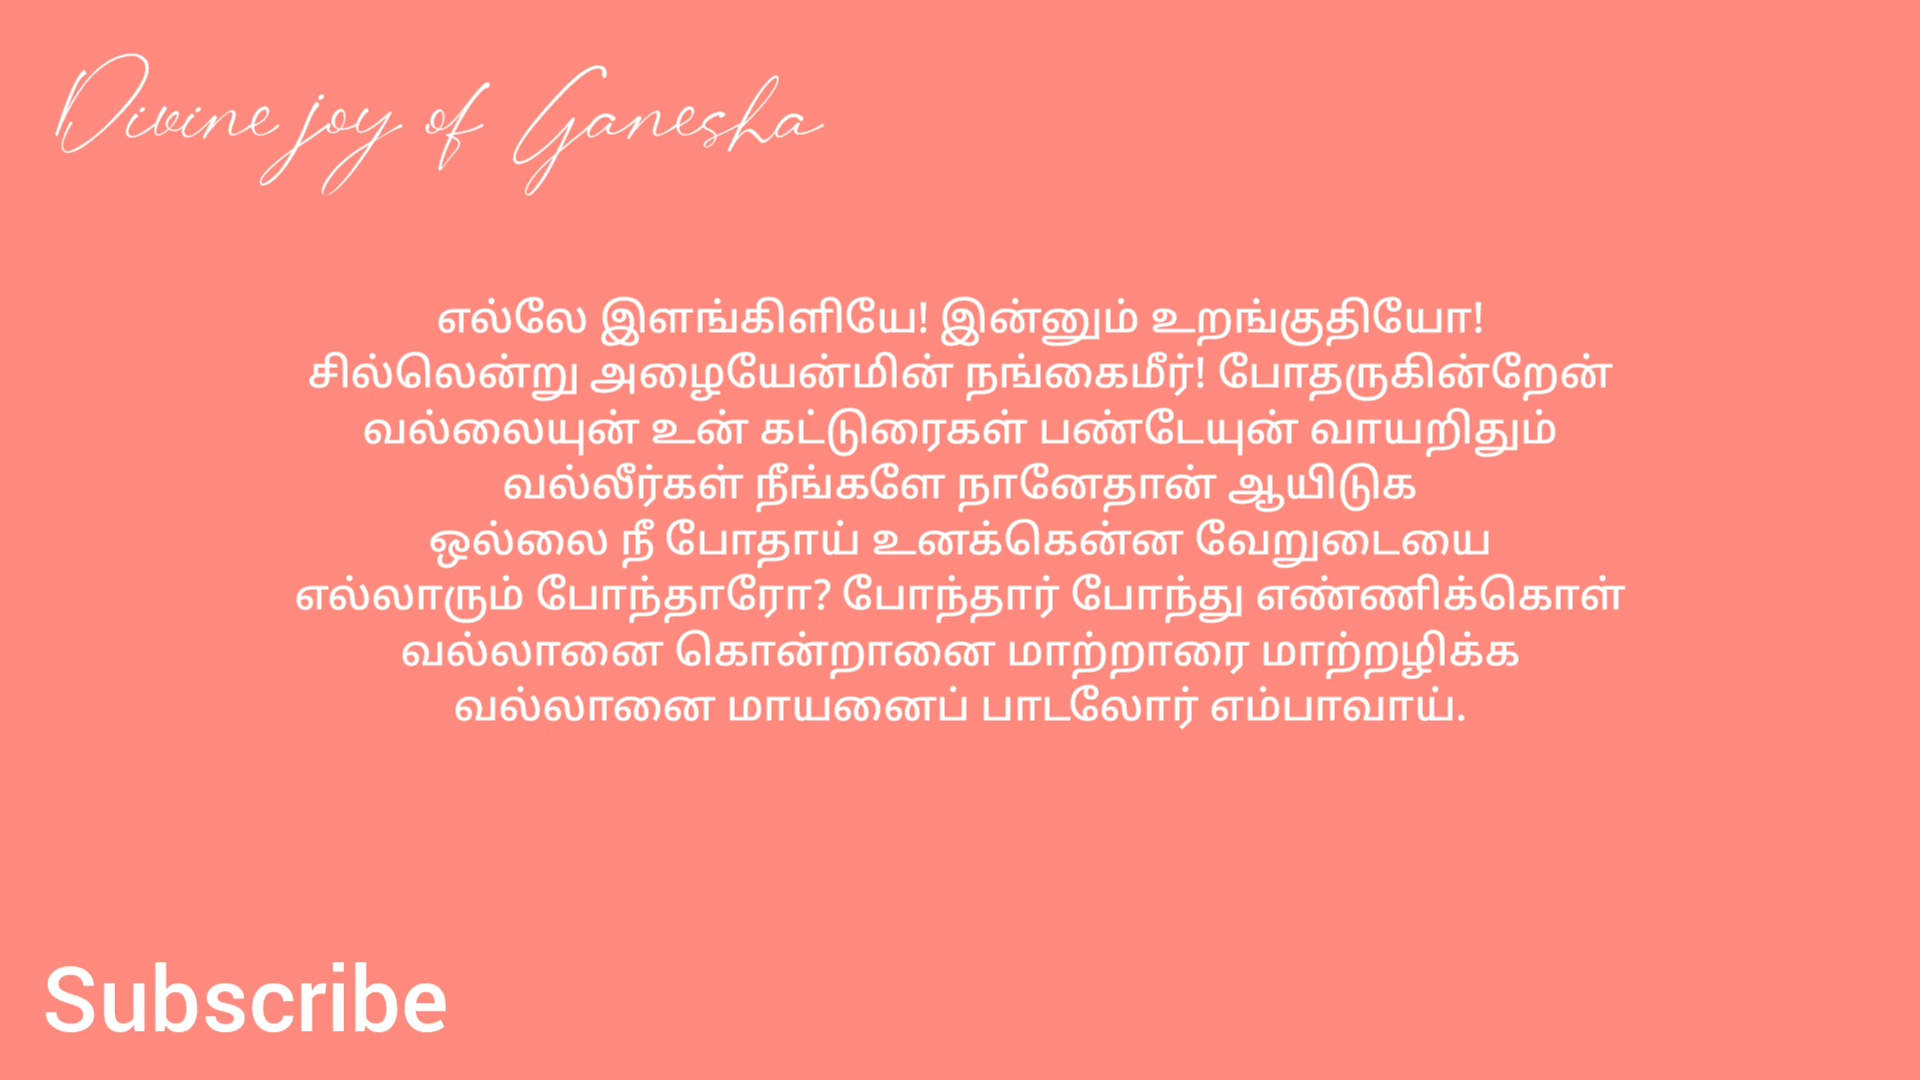 Divine joy of Ganesha
எல்லே இளங்கிளியே! இன்னும் உறங்குதியோ!
சில்லென்று அழையேன்மின் நங்கைமீர்! போதருகின்றேன்
வல்லையுன் உன் கட்டுரைகள் பண்டேயுன் வாயறிதும்
வல்லீர்கள் நீங்களே நானேதான் ஆயிடுக
ஒல்லை நீ போதாய் உனக்கென்ன வேறுடையை
எல்லாரும் போந்தாரோ? போந்தார் போந்து எண்ணிக்கொள்
வல்லானை கொன்றானை மாற்றாரை மாற்றழிக்க
வல்லானை மாயனைப் பாடலோர் எம்பாவாய்.
Subscribe